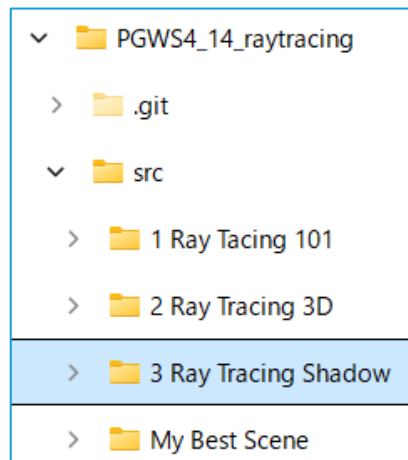 PGWS4_14_raytracing
.git
src
1 Ray Tacing 101
2 Ray Tracing 3D
3 Ray Tracing Shadow
My Best Scene